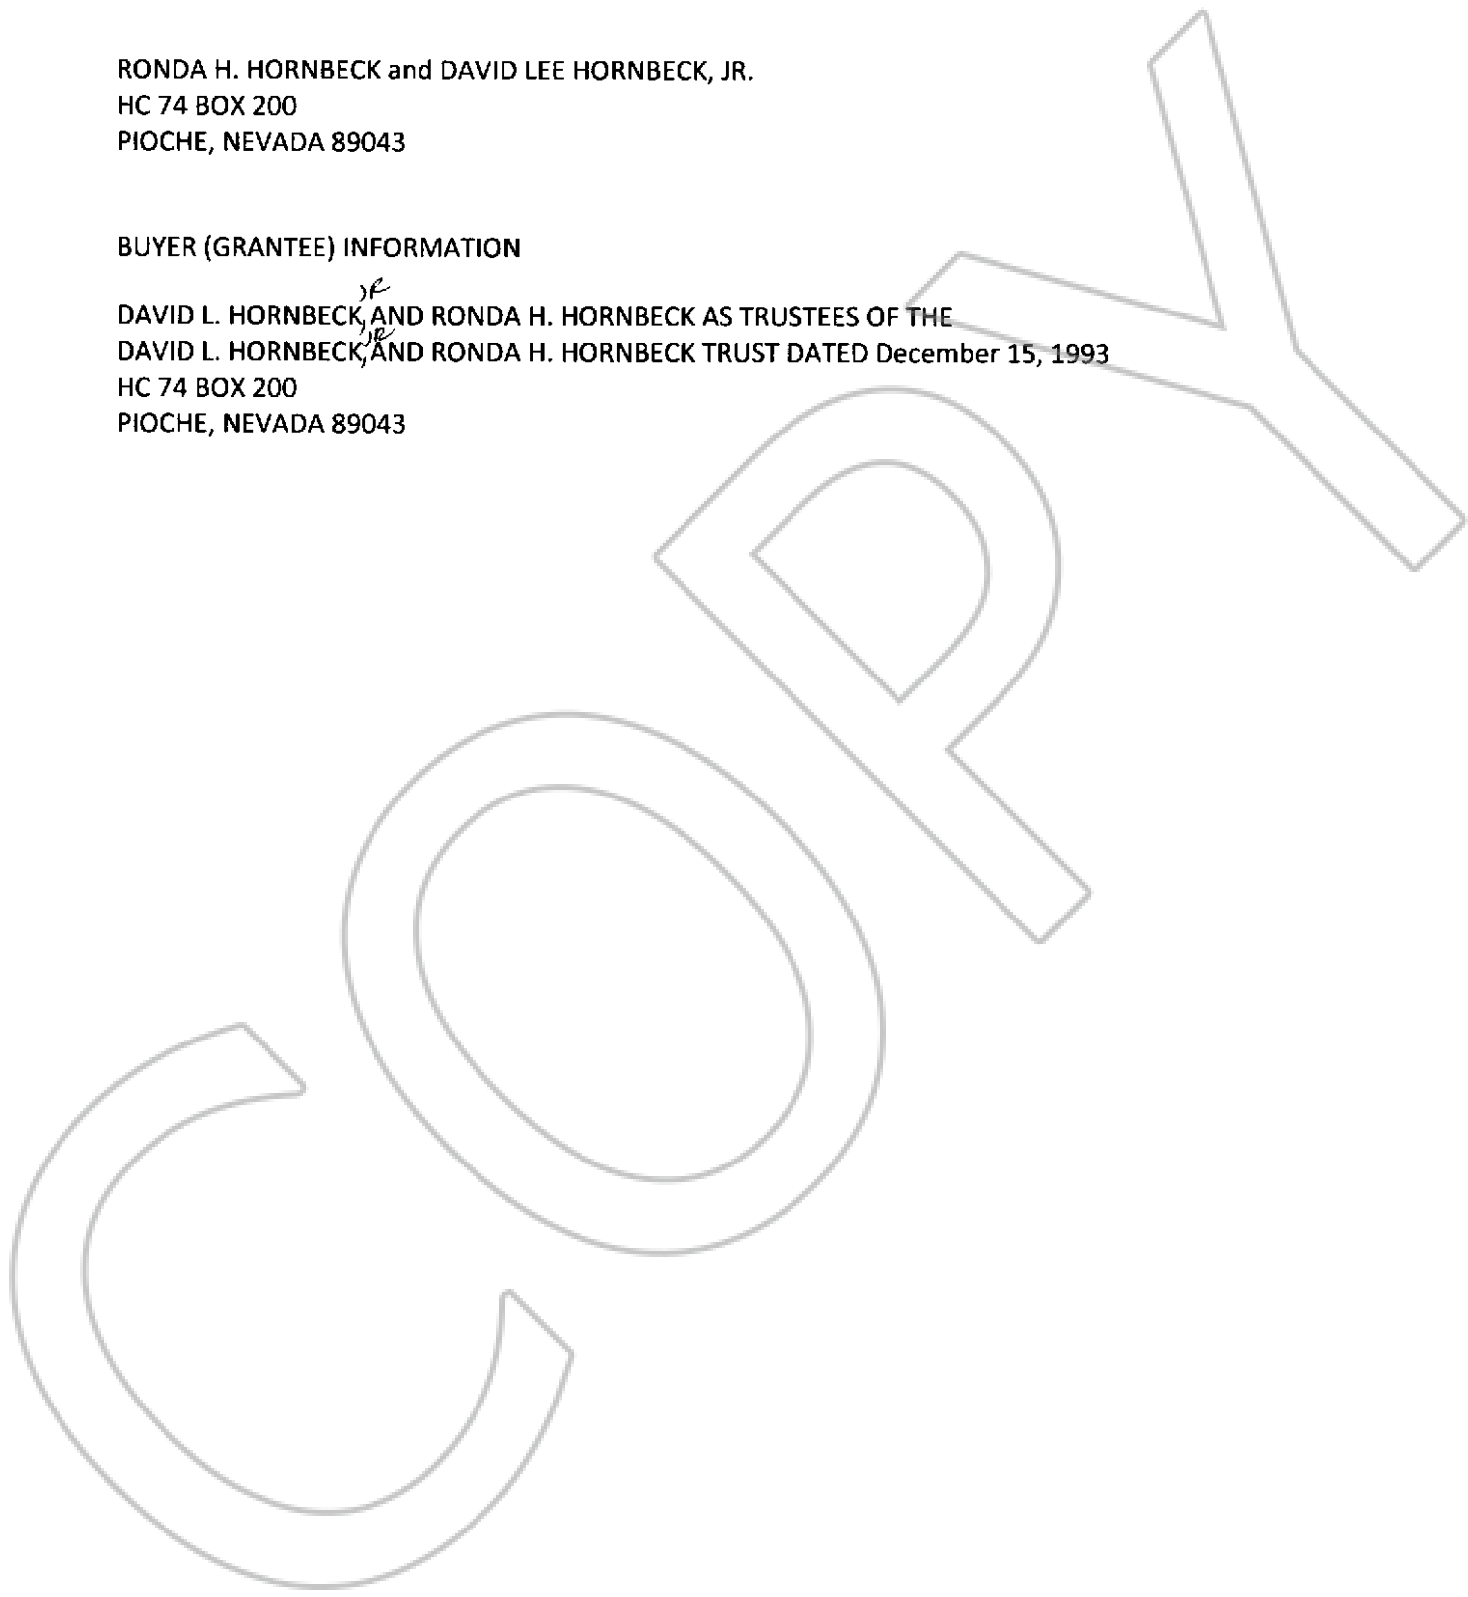 RONDA H. HORNBECK and DAVID LEE HORNBECK, JR.
HC 74 BOX 200
PIOCHE, NEVADA 89043
BUYER (GRANTEE) INFORMATION
DAVID L. HORNBECK, JR AND RONDA H. HORNBECK AS TRUSTEES OF THE
DAVID L. HORNBECK, JR AND RONDA H. HORNBECK TRUST DATED December 15, 1993
HC 74 BOX 200
PIOCHE, NEVADA 89043
COPY